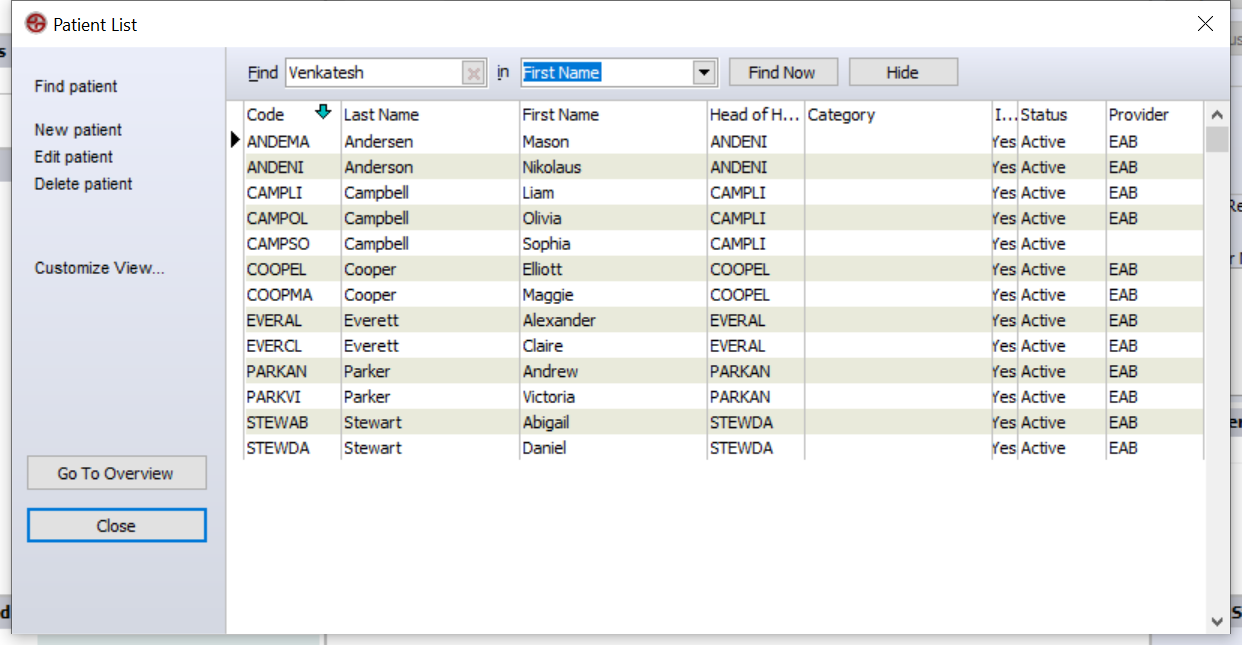 Patient List
Find patient
New patient
Edit patient
Delete patient
Customize View...
Go To Overview
Close
Find Venkatesh in First Name Find Now Hide
Code Last Name First Name Head of H... Category I... Status Provider
ANDEMA Andersen Mason ANDENI Yes Active EAB
ANDENI Anderson Nikolaus ANDENI Yes Active EAB
CAMPLI Campbell Liam CAMPLI Yes Active EAB
CAMPOL Campbell Olivia CAMPLI Yes Active EAB
CAMPSO Campbell Sophia CAMPLI Yes Active
COOPEL Cooper Elliott COOPEL Yes Active EAB
COOPMA Cooper Maggie COOPEL Yes Active EAB
EVERAL Everett Alexander EVERAL Yes Active EAB
EVERCL Everett Claire EVERAL Yes Active EAB
PARKAN Parker Andrew PARKAN Yes Active EAB
PARKVI Parker Victoria PARKAN Yes Active EAB
STEWAB Stewart Abigail STEWDA Yes Active EAB
STEWDA Stewart Daniel STEWDA Yes Active EAB